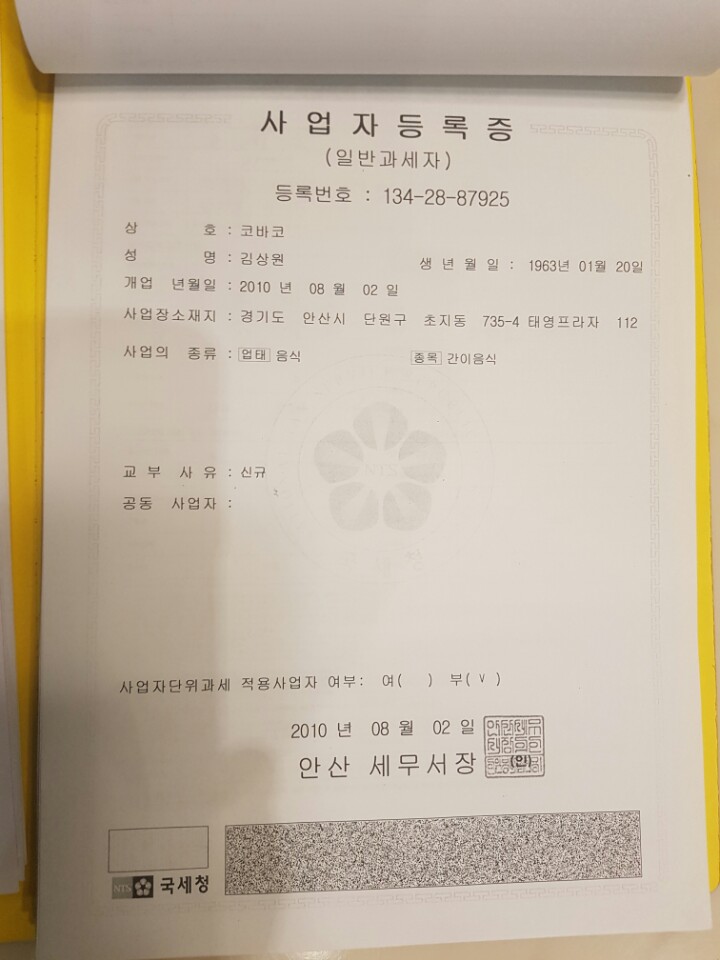 사업자등록증
(일반과세자)
등록번호 : 134-28-87925
상 호 : 코바코
성 명 : 김상원 생 년 월 일 : 1963년 01월 20일
개업 년월일 : 2010 년 08 월 02 일
사업장소재지 : 경기도 안산시 단원구 초지동 735-4 태영프라자 112
사업의 종류 : 업태 음식 종목 간이음식
교 부 사 유 : 신규
공동 사업자 :
사업자단위과세 적용사업자 여부: 여( ) 부( v )
2010 년 08 월 02 일
안산 세무서장 (인)
NTS 국세청